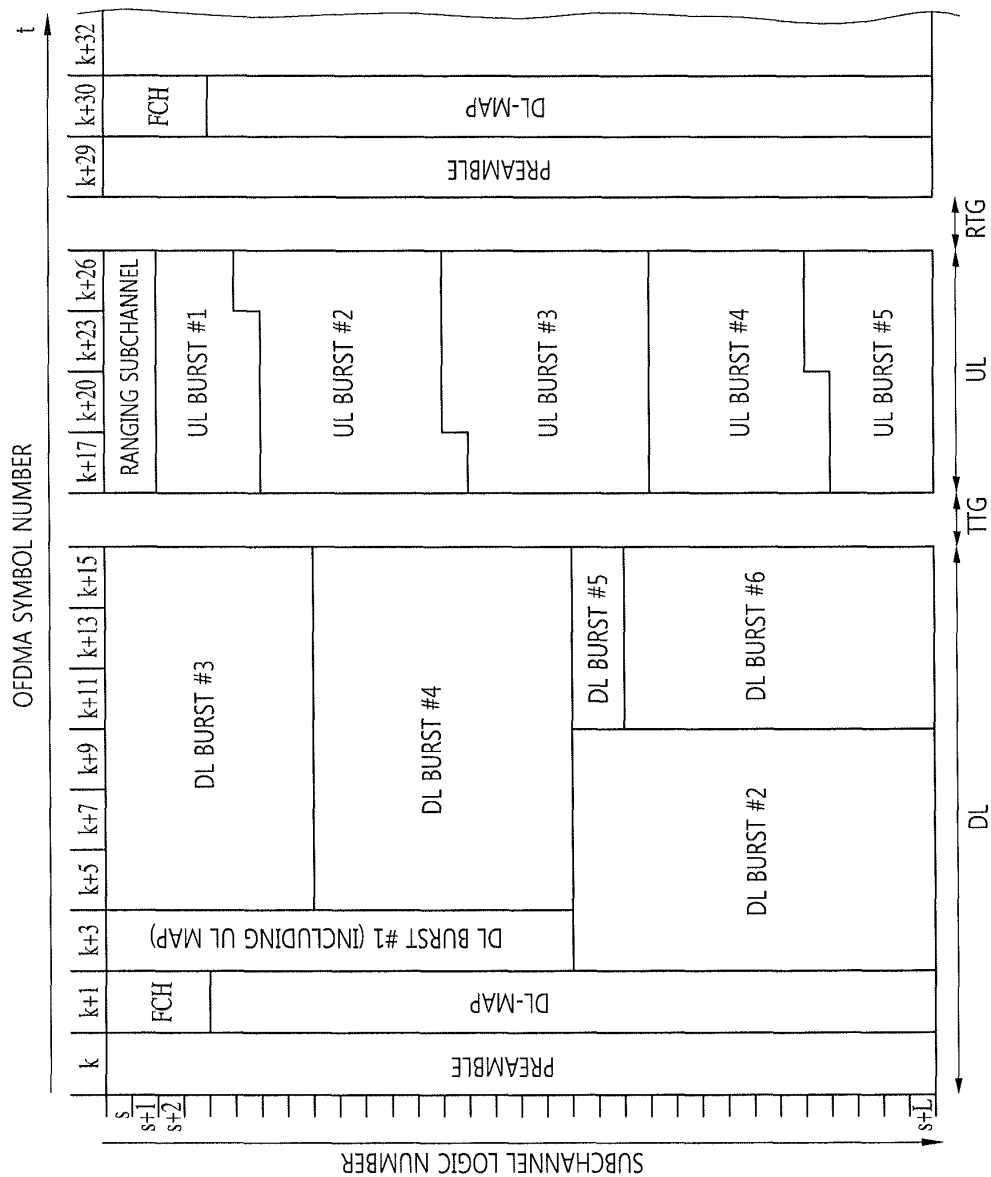 OFDMA SYMBOL NUMBER
t
k
k+1
k+3
k+5
k+7
k+9
k+11
k+13
k+15
k+17
k+20
k+23
k+26
k+29
k+30
k+32
SUBCHANNEL LOGIC NUMBER
s
s+1
s+2
s+L
PREAMBLE
FCH
DL-MAP
DL BURST #1 (INCLUDING UL MAP)
DL BURST #3
DL BURST #4
DL BURST #2
DL BURST #5
DL BURST #6
RANGING SUBCHANNEL
UL BURST #1
UL BURST #2
UL BURST #3
UL BURST #4
UL BURST #5
PREAMBLE
FCH
DL-MAP
DL
TTG
UL
RTG